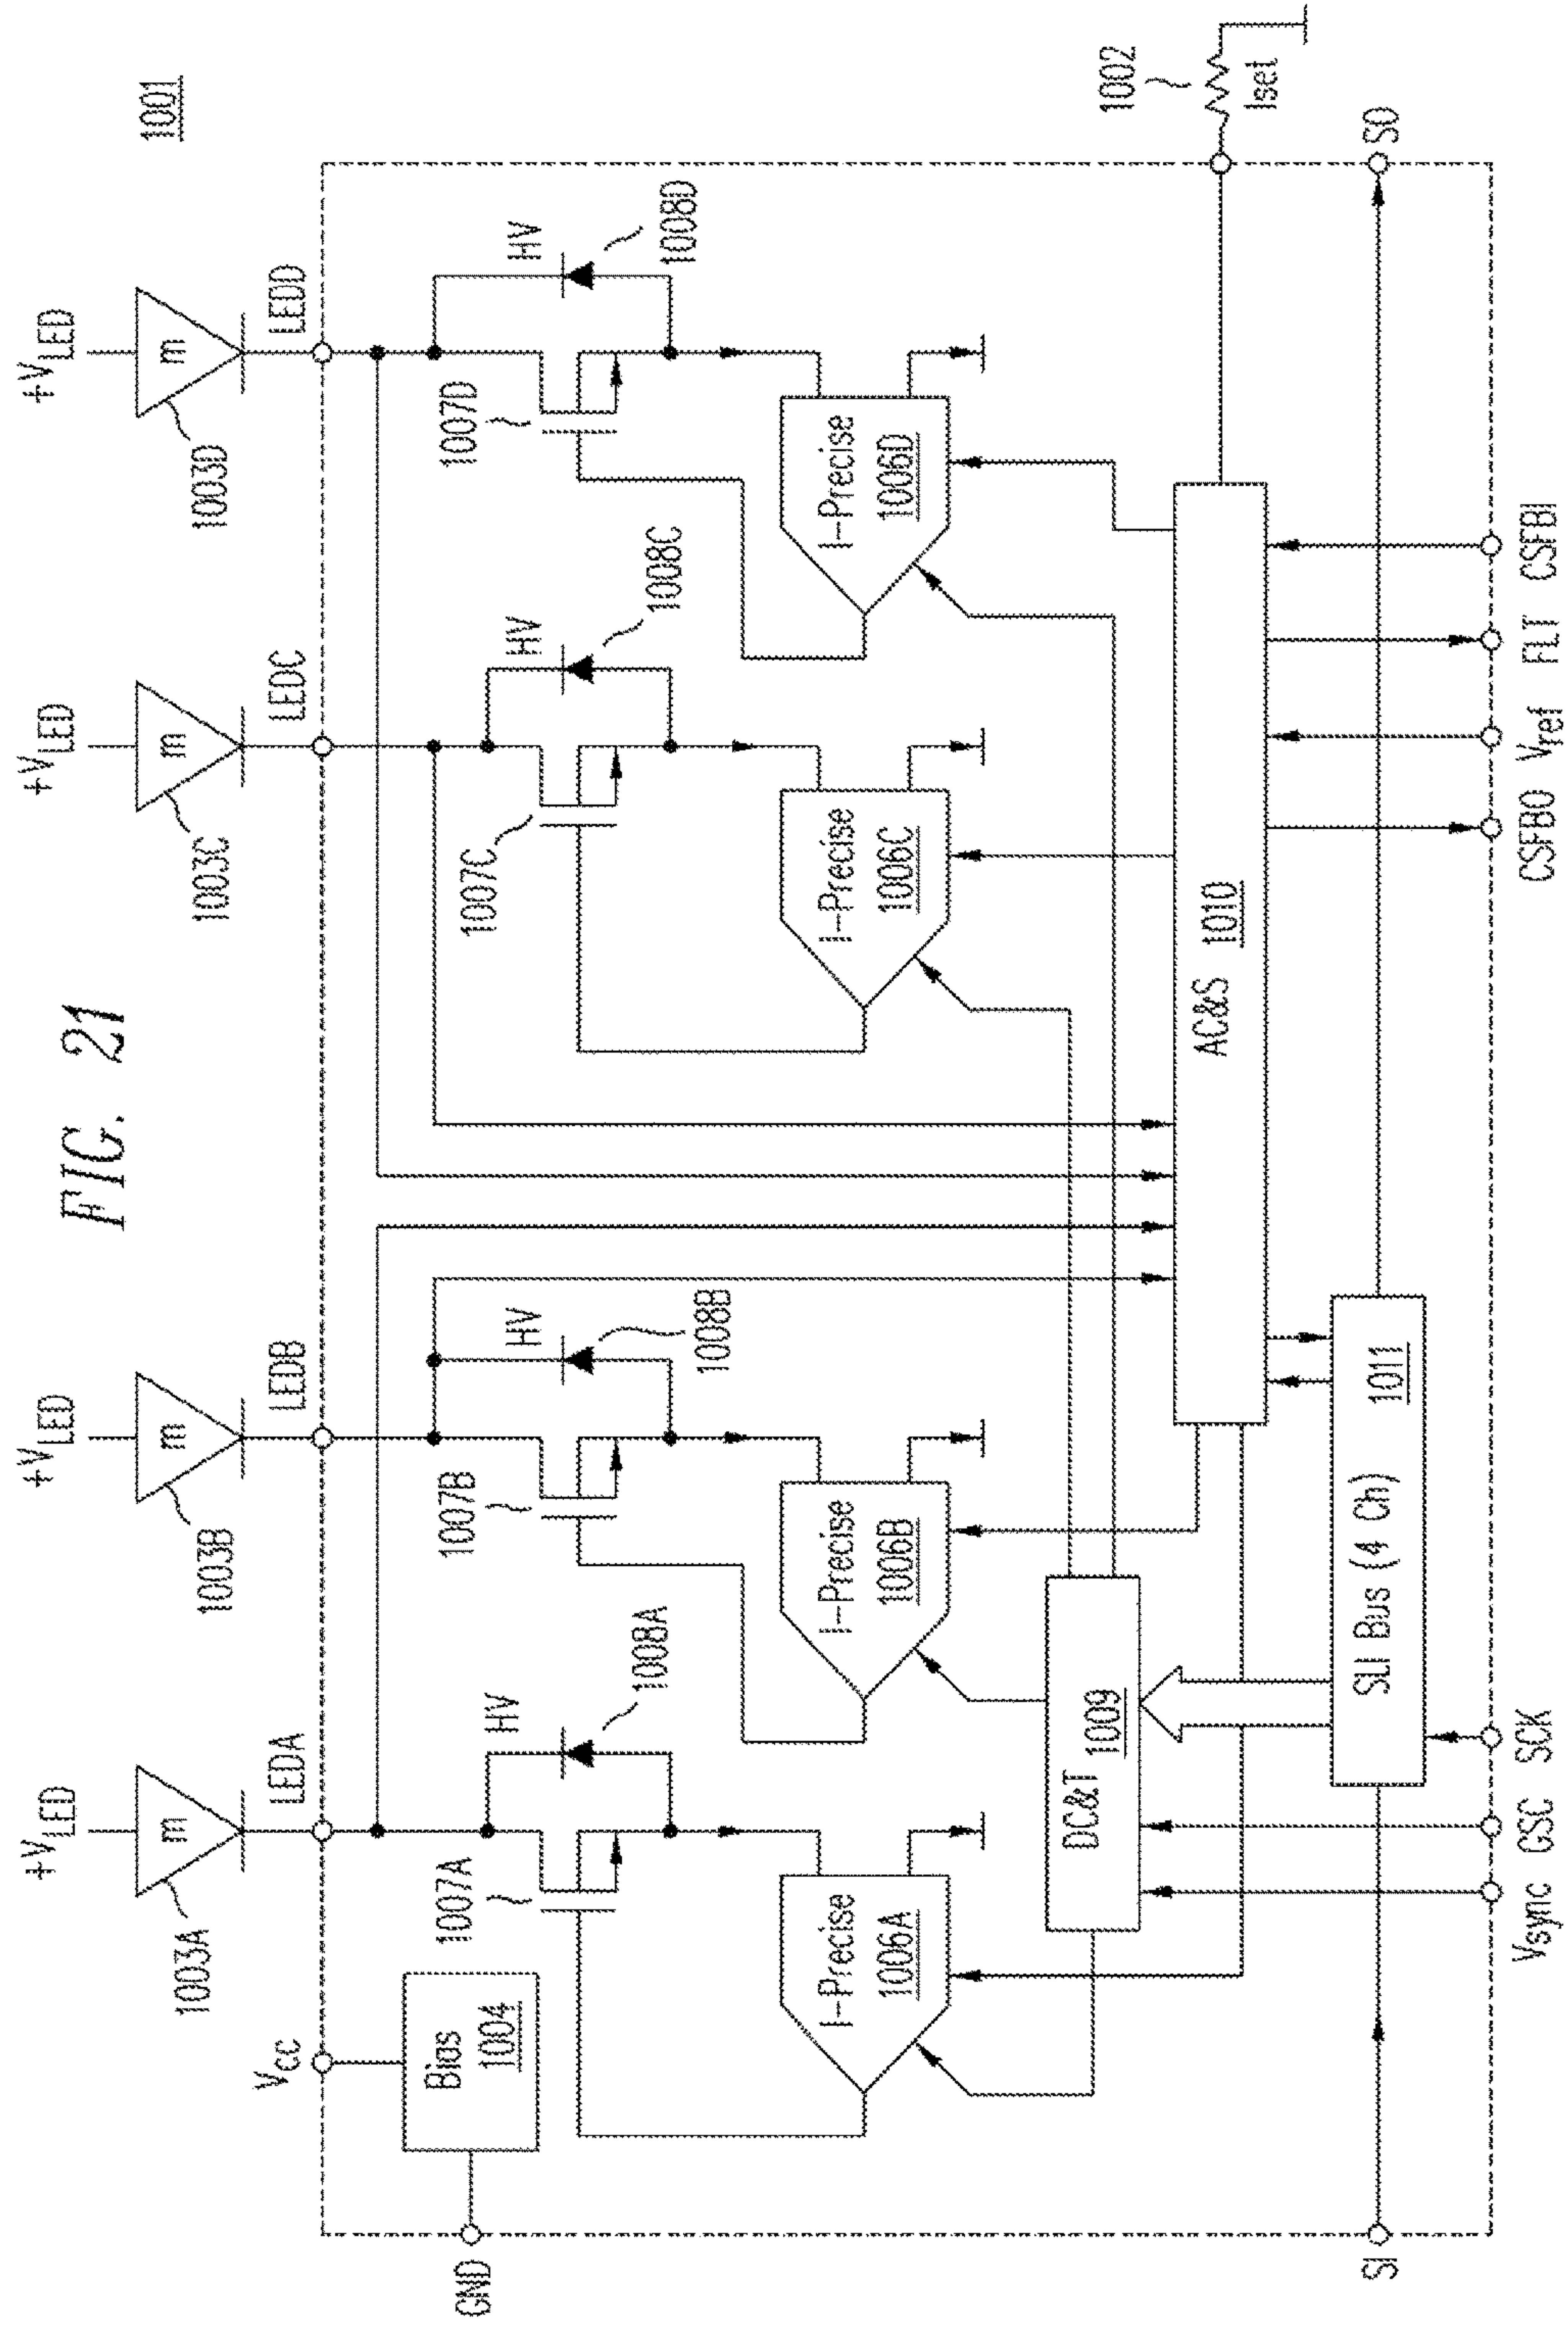 FIG. 21
1001
+VLED
+VLED
+VLED
+VLED
m
m
m
m
1003A
1003B
1003C
1003D
VCC
LEDA
LEDB
LEDC
LEDD
GND
Bias
1004
1007A
HV
1008A
1007B
HV
1008B
1007C
HV
1008C
1007D
HV
1008D
I-Precise
1006A
I-Precise
1006B
I-Precise
1006C
I-Precise
1006D
DC&T
1009
AC&S
1010
1002
Iset
SLI Bus (4 Ch)
1011
SI
SO
Vsync
GSC
SCK
CSFBO
Vref
FLT
CSFBI